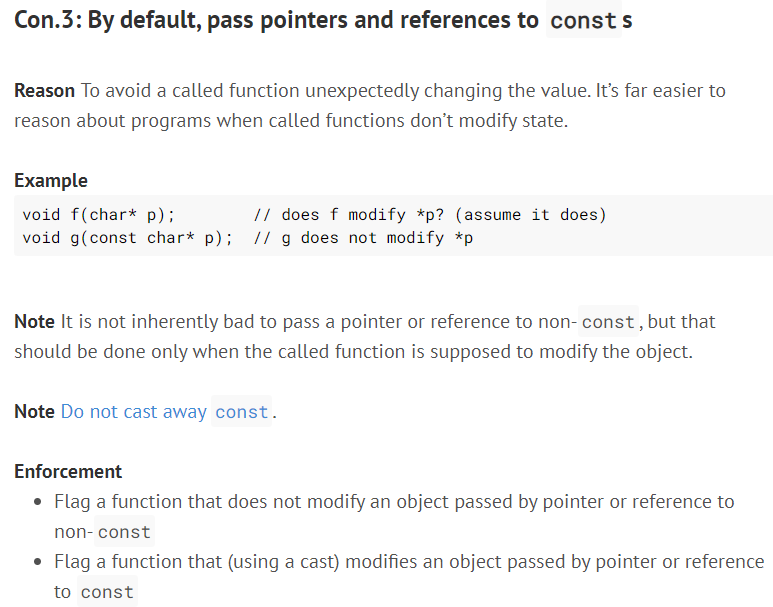 Con.3: By default, pass pointers and references to consts
Reason To avoid a called function unexpectedly changing the value. It’s far easier to
reason about programs when called functions don’t modify state.
Example
void f(char* p);        // does f modify *p? (assume it does)
void g(const char* p);  // g does not modify *p
Note It is not inherently bad to pass a pointer or reference to non-const, but that
should be done only when the called function is supposed to modify the object.
Note Do not cast away const.
Enforcement
• Flag a function that does not modify an object passed by pointer or reference to
non-const
• Flag a function that (using a cast) modifies an object passed by pointer or reference
to const